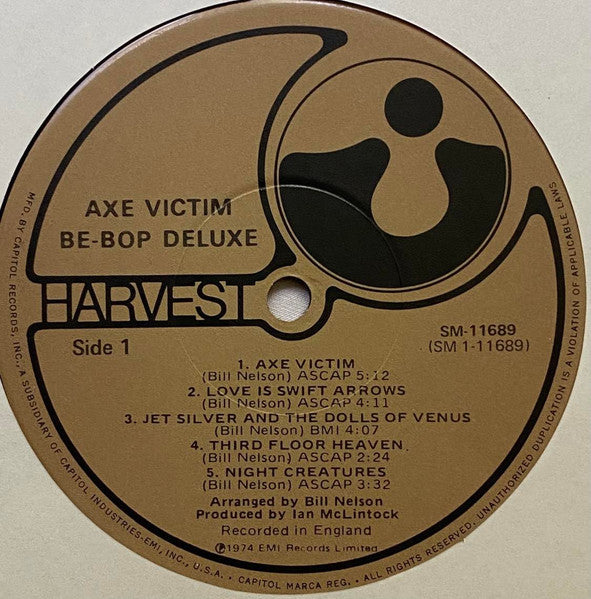 AXE VICTIM
BE-BOP DELUXE
HARVEST
Side 1
SM-11689
(SM 1-11689)
1. AXE VICTIM
(Bill Nelson) ASCAP 5:12
2. LOVE IS SWIFT ARROWS
(Bill Nelson) ASCAP 4:11
3. JET SILVER AND THE DOLLS OF VENUS
(Bill Nelson) BMI 4:07
4. THIRD FLOOR HEAVEN
(Bill Nelson) ASCAP 2:24
5. NIGHT CREATURES
(Bill Nelson) ASCAP 3:32
Arranged by Bill Nelson
Produced by Ian McLintock
Recorded in England
Ⓟ1974 EMI Records Limited
MFD. BY CAPITOL RECORDS, INC., A SUBSIDIARY OF CAPITOL INDUSTRIES-EMI, INC., U.S.A. • CAPITOL MARCA REG. • ALL RIGHTS RESERVED. UNAUTHORIZED DUPLICATION IS A VIOLATION OF APPLICABLE LAWS